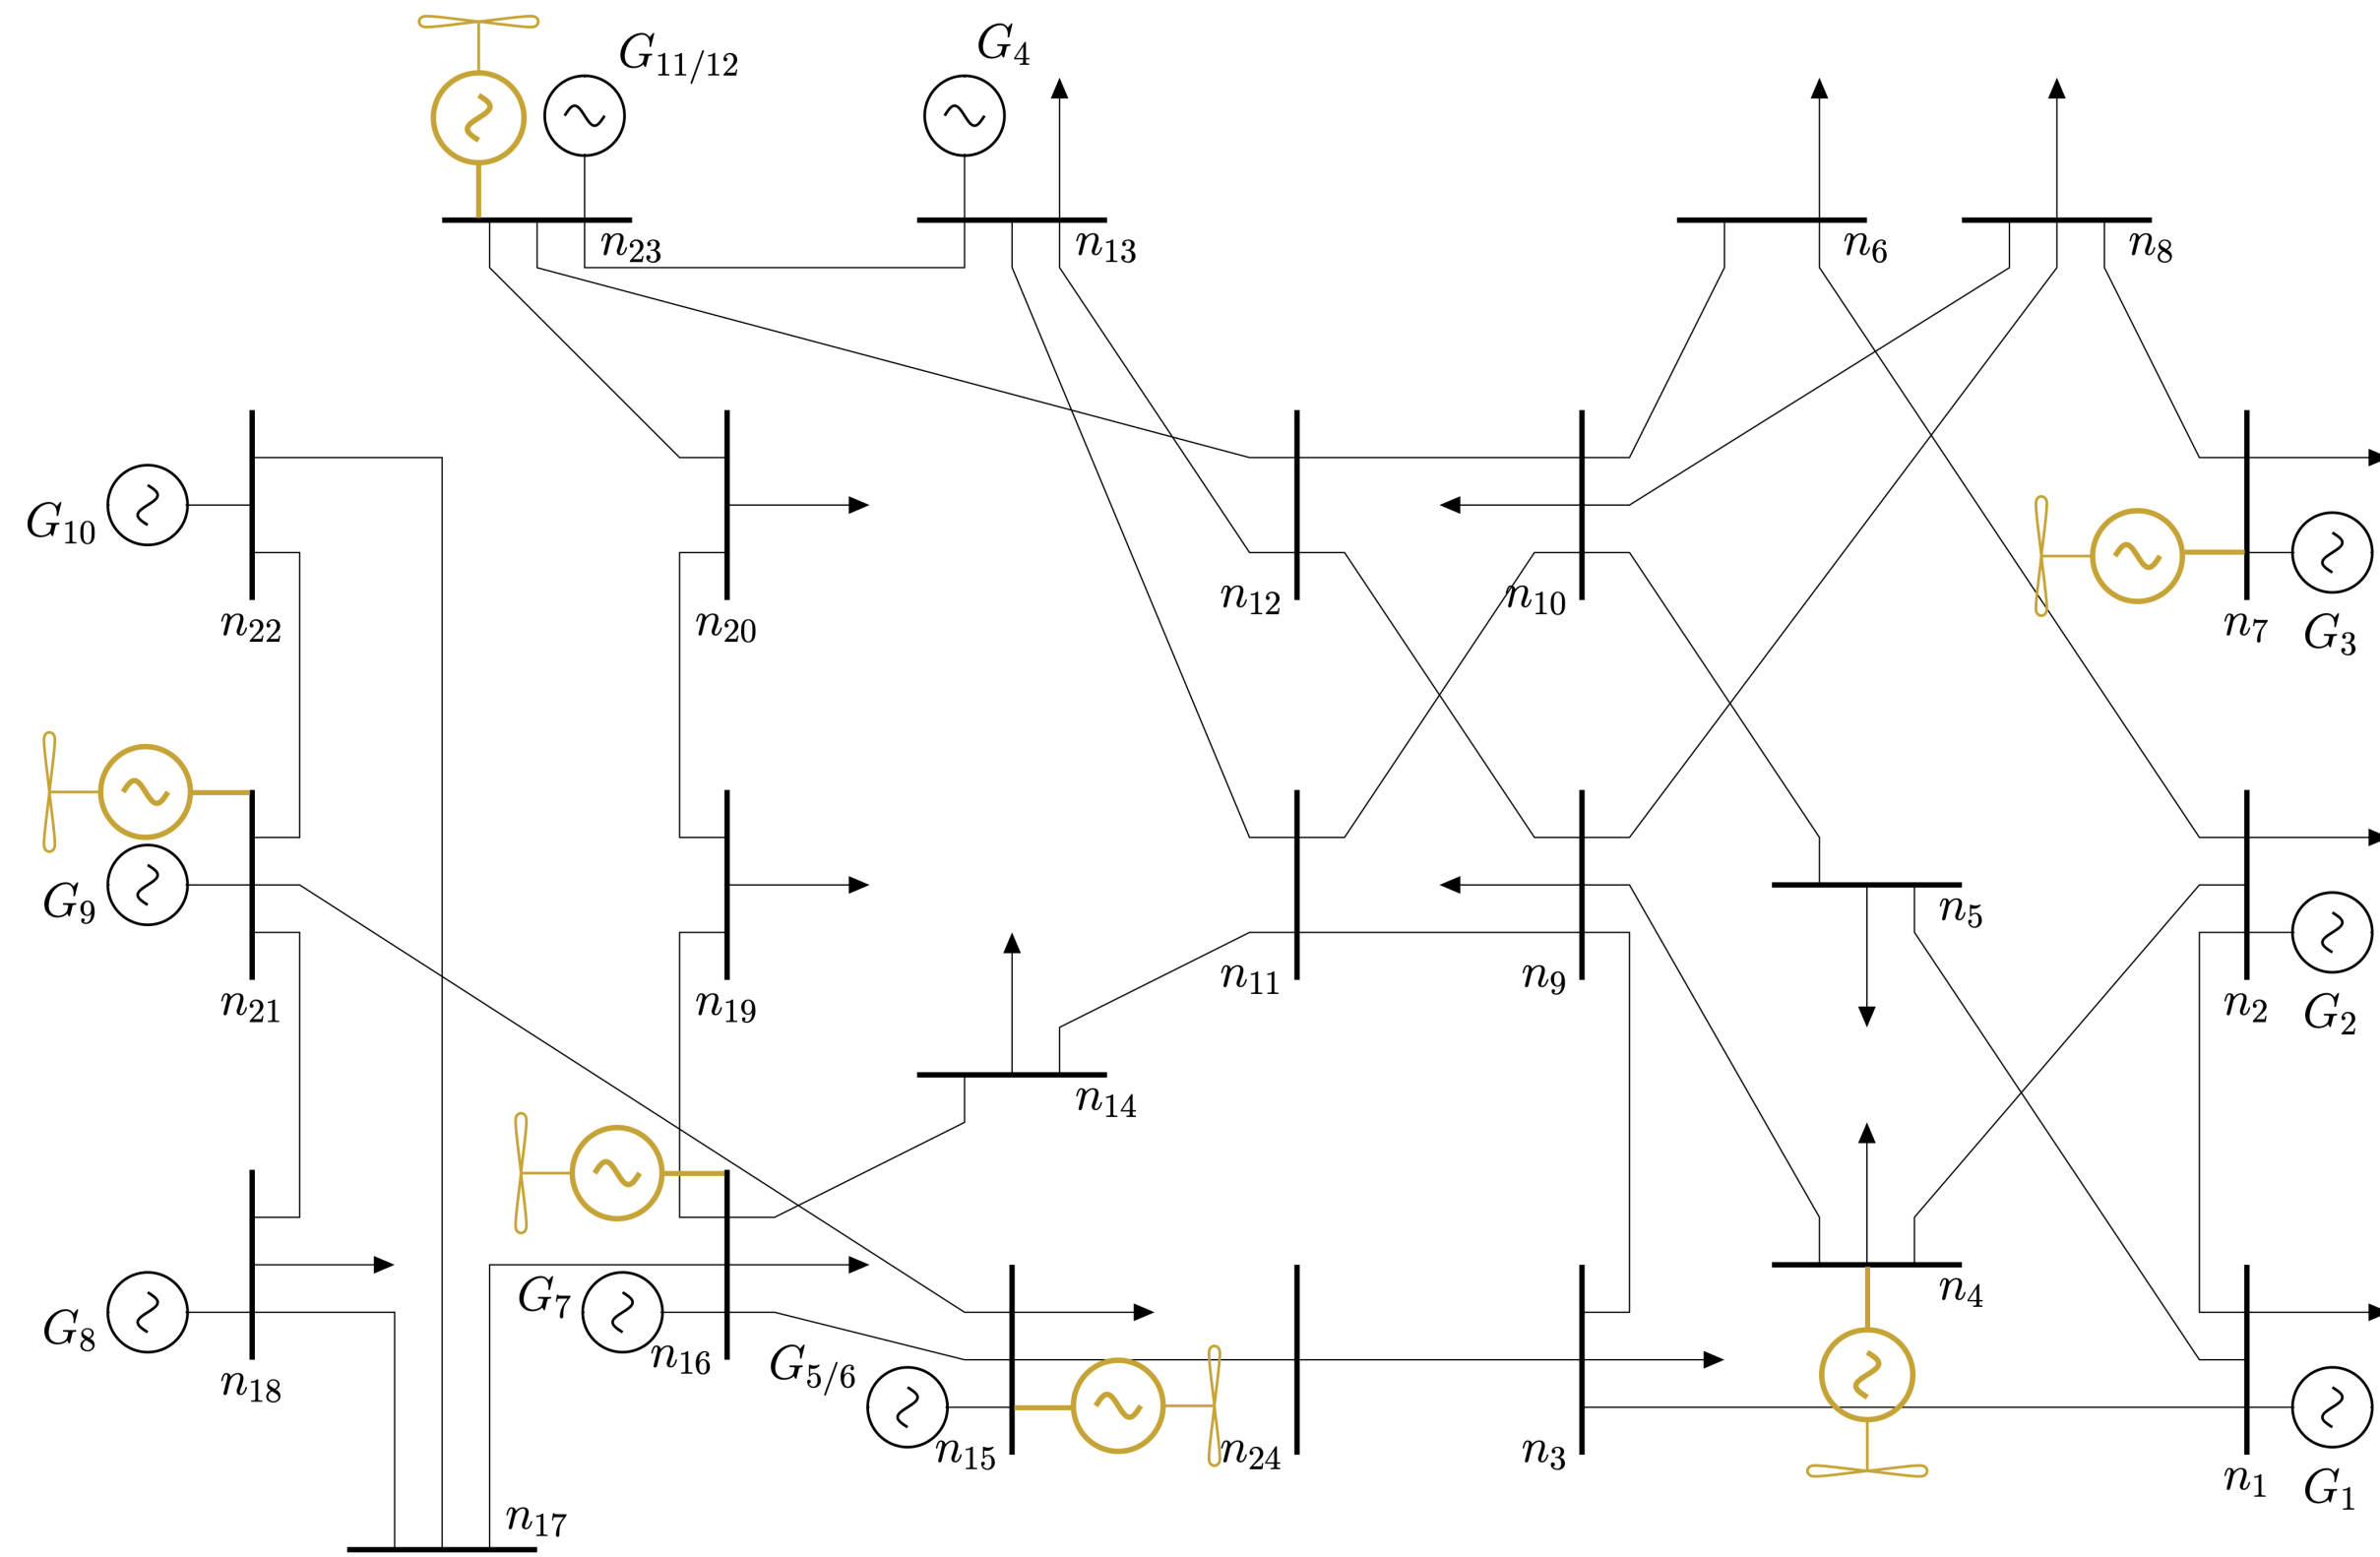 G₄
G₁₁/₁₂
n₂₃
n₁₃
n₆
n₈
G₁₀
n₂₂
n₂₀
n₁₂
n₁₀
n₇
G₃
G₉
n₂₁
n₁₉
n₁₁
n₉
n₅
n₂
G₂
n₁₄
G₇
n₄
G₈
n₁₈
n₁₆
G₅/₆
n₁₅
n₂₄
n₃
n₁
G₁
n₁₇